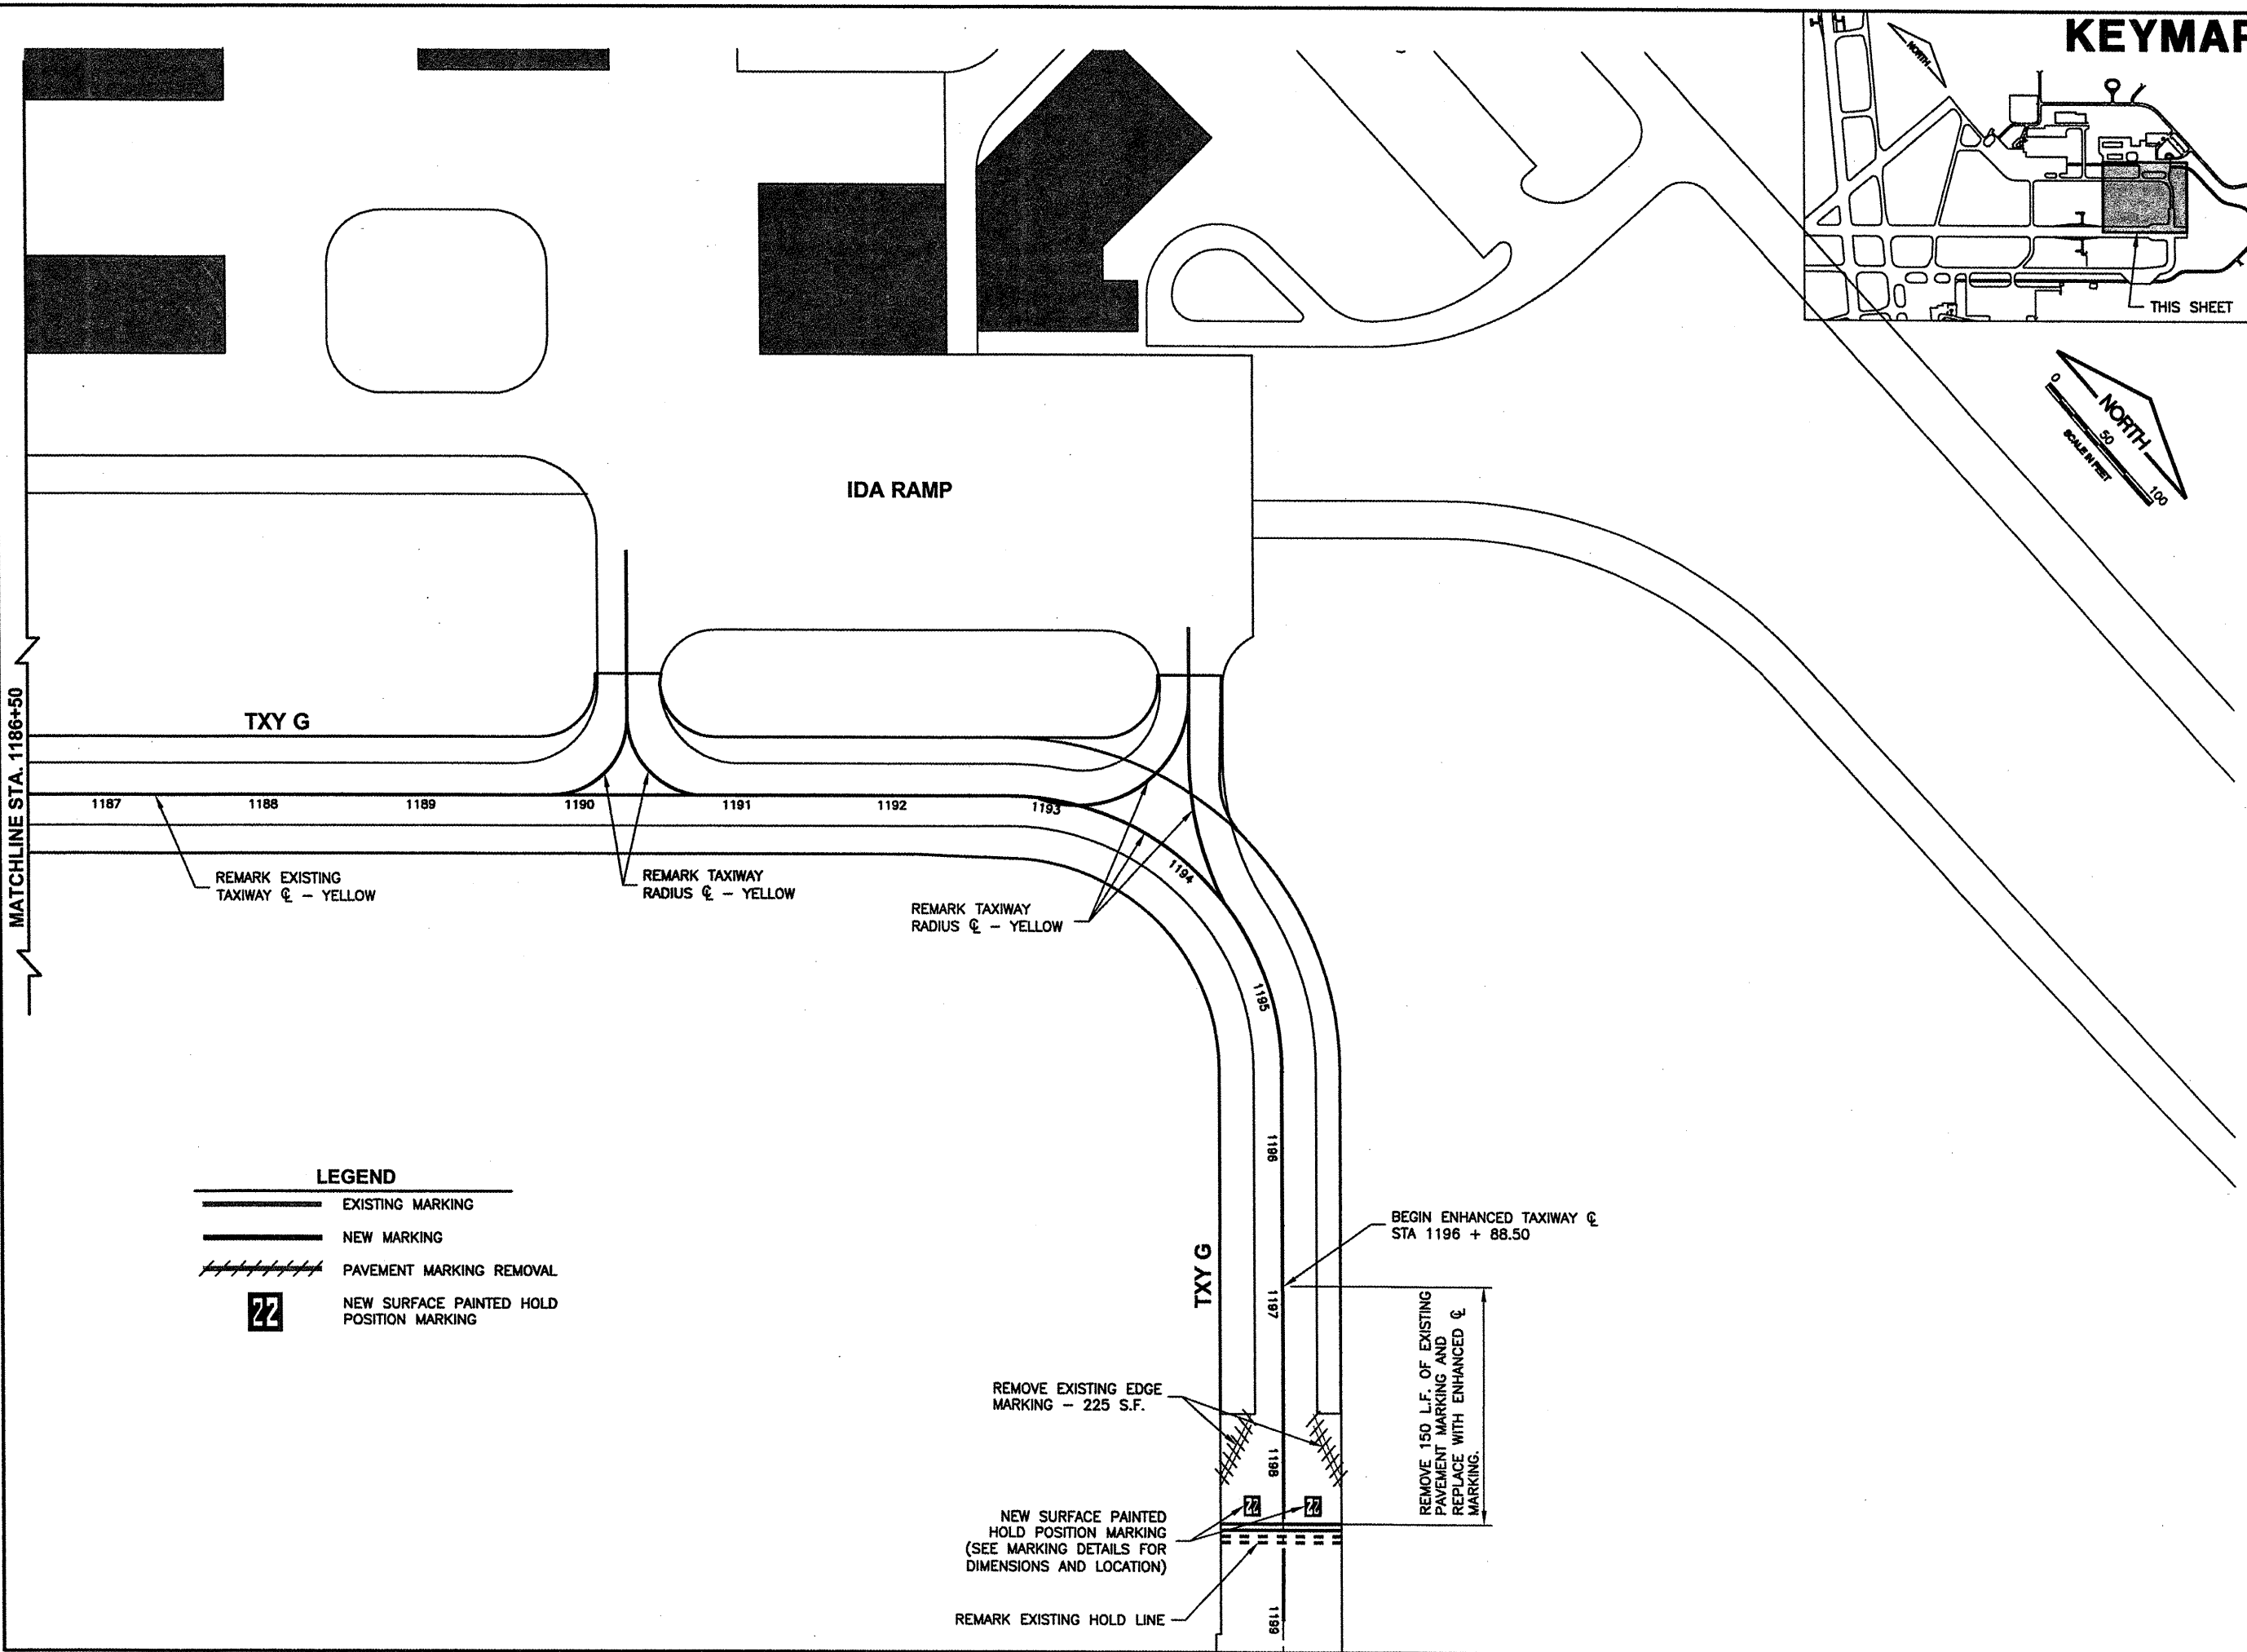 KEYMAP
NORTH
THIS SHEET
NORTH
0
50
100
SCALE IN FEET
IDA RAMP
MATCHLINE STA. 1186+50
TXY G
1187
1188
1189
1190
1191
1192
1193
1194
1195
1196
1197
1198
1199
REMARK EXISTING
TAXIWAY ℄ – YELLOW
REMARK TAXIWAY
RADIUS ℄ – YELLOW
REMARK TAXIWAY
RADIUS ℄ – YELLOW
LEGEND
EXISTING MARKING
NEW MARKING
PAVEMENT MARKING REMOVAL
22
NEW SURFACE PAINTED HOLD
POSITION MARKING
TXY G
BEGIN ENHANCED TAXIWAY ℄
STA 1196 + 88.50
REMOVE 150 L.F. OF EXISTING
PAVEMENT MARKING AND
REPLACE WITH ENHANCED ℄
MARKING.
REMOVE EXISTING EDGE
MARKING – 225 S.F.
22
22
NEW SURFACE PAINTED
HOLD POSITION MARKING
(SEE MARKING DETAILS FOR
DIMENSIONS AND LOCATION)
REMARK EXISTING HOLD LINE